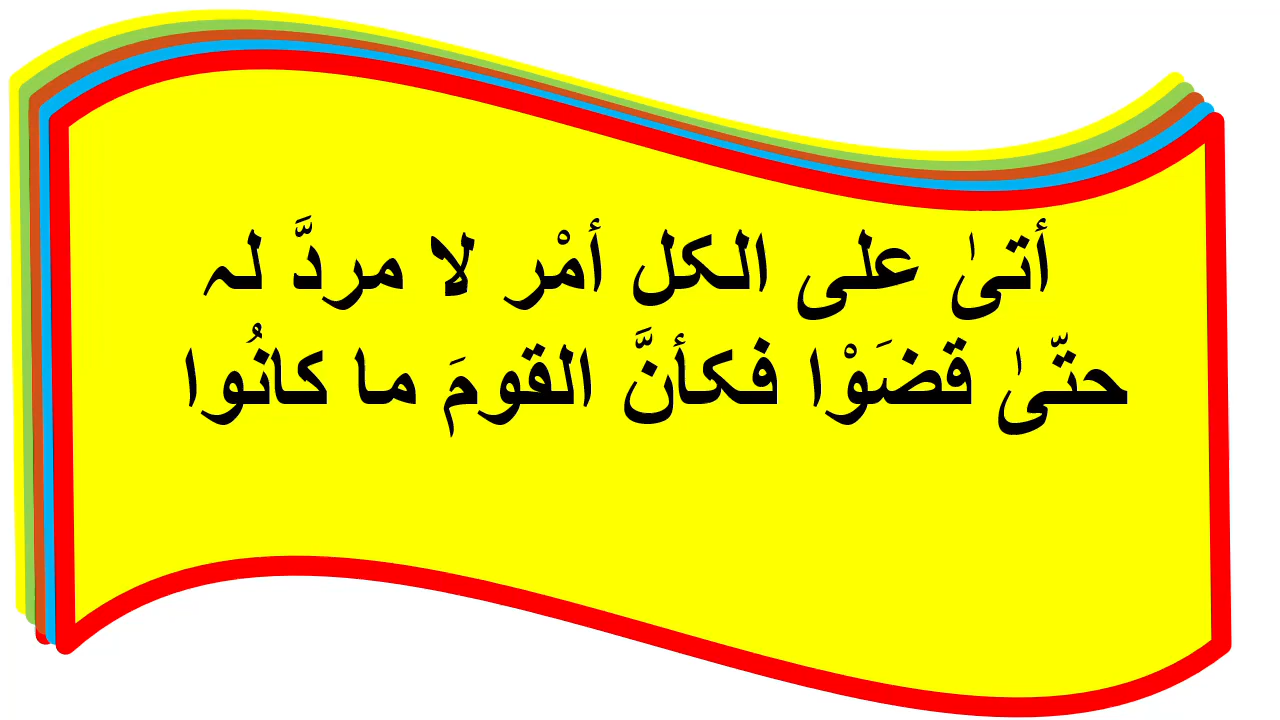 أتىٰ على الكل أمْر لا مردَّ لہ
حتّىٰ قضَوْا فكأنَّ القومَ ما كانُوا